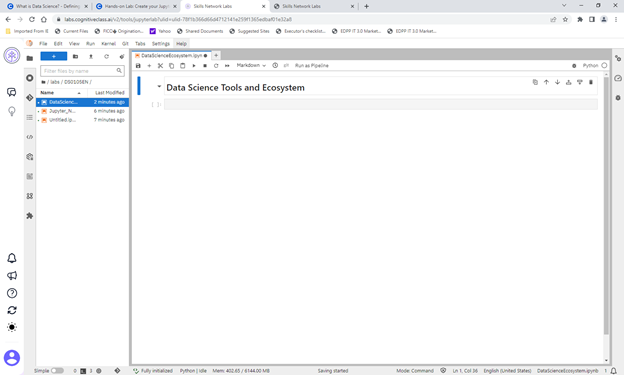 What is Data Science? - Defining
Hands-on Lab: Create your Jupy
Skills Network Labs
Skills Network Labs
labs.cognitiveclass.ai/v2/tools/jupyterlab?ulid=ulid-
Imported From IE
Current Files
FICO® Origination...
Yahoo
Shared Documents
Suggested Sites
Executor's checklist...
EDPP IT 3.0 Market...
EDPP IT 3.0 Market...
File Edit View Run Kernel Git Tabs Settings Help
DataScienceEcosystem.ipynb
Filter files by name
Markdown
Run as Pipeline
Python
/ labs / DS0105EN /
Name
Last Modified
DataScienc... 2 minutes ago
Jupyter_N... 6 minutes ago
Untitled.ip... 7 minutes ago
Data Science Tools and Ecosystem
[ ]:
Simple
0
3
Fully initialized
Python | Idle
Mem: 402.65 / 6144.00 MB
Saving started
Mode: Command
Ln 1, Col 36
English (United States)
DataScienceEcosystem.ipynb
1